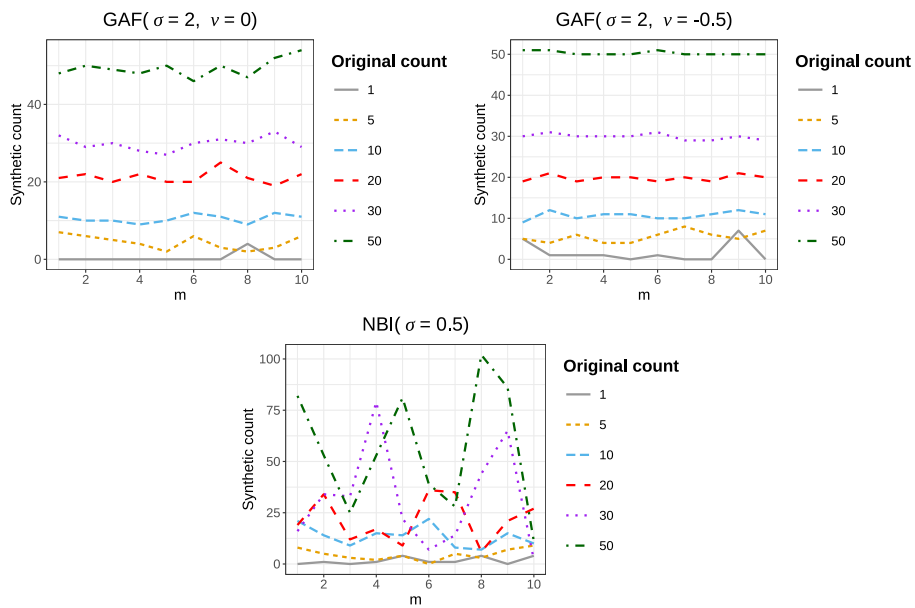 GAF( σ = 2, ν = 0)
Synthetic count
40
20
0
2 4 6 8 10
m
Original count
1
5
10
20
30
50
GAF( σ = 2, ν = -0.5)
Synthetic count
50
40
30
20
10
0
2 4 6 8 10
m
Original count
1
5
10
20
30
50
NBI( σ = 0.5)
Synthetic count
100
75
50
25
0
2 4 6 8 10
m
Original count
1
5
10
20
30
50